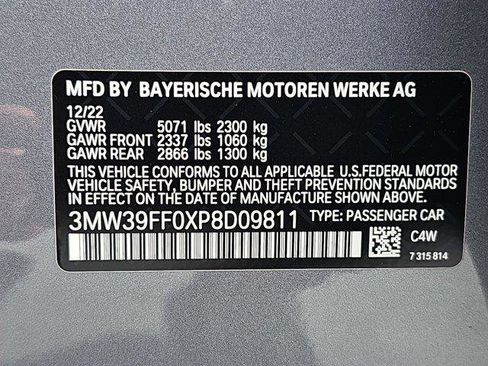 MFD BY BAYERISCHE MOTOREN WERKE AG
12/22
GVWR 5071 lbs 2300 kg
GAWR FRONT 2337 lbs 1060 kg
GAWR REAR 2866 lbs 1300 kg
THIS VEHICLE CONFORMS TO ALL APPLICABLE U.S.FEDERAL MOTOR
VEHICLE SAFETY, BUMPER AND THEFT PREVENTION STANDARDS
IN EFFECT ON THE DATE OF MANUFACTURE SHOWN ABOVE.
3MW39FF0XP8D09811 TYPE: PASSENGER CAR
C4W
7 315 814